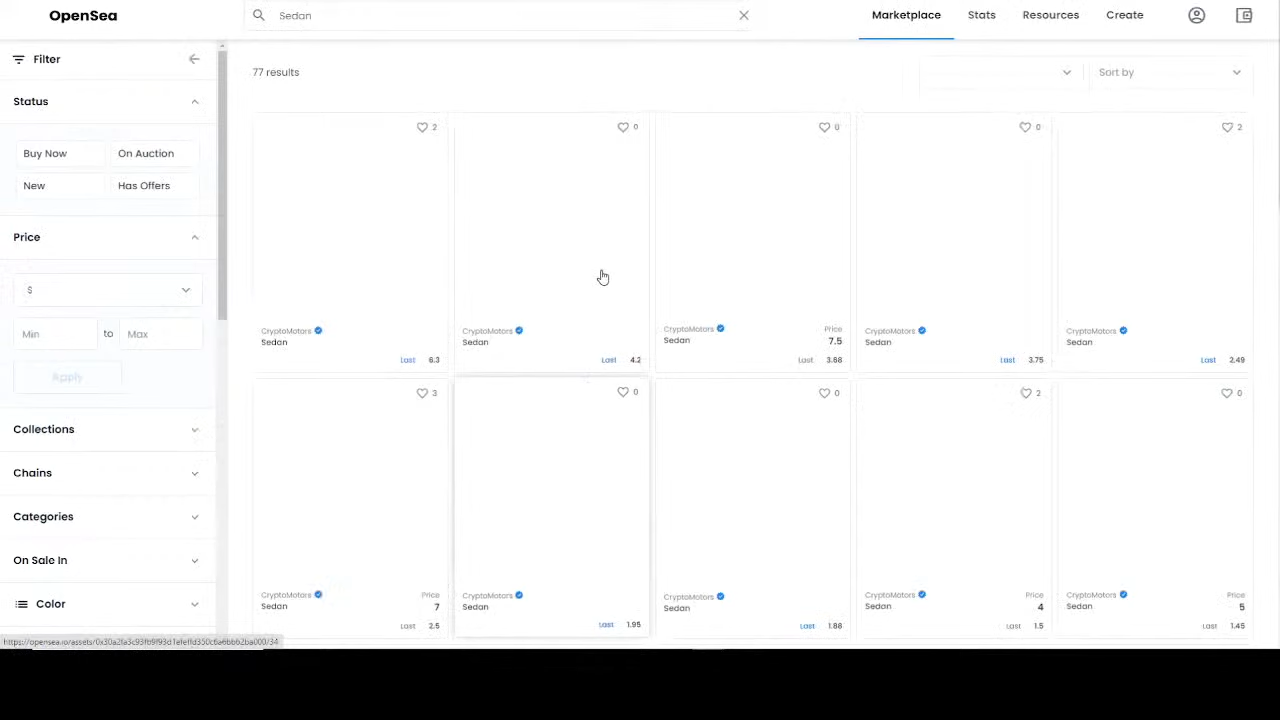 OpenSea
Sedan
Marketplace
Stats
Resources
Create
Filter
77 results
Sort by
Status
Buy Now
On Auction
New
Has Offers
Price
$
Min
to
Max
Apply
Collections
Chains
Categories
On Sale In
Color
2
0
0
0
2
CryptoMotors
Sedan
Last 6.3
CryptoMotors
Sedan
Last 4.2
CryptoMotors
Price
Sedan
7.5
Last 3.68
CryptoMotors
Sedan
Last 3.75
CryptoMotors
Sedan
Last 2.49
3
0
0
2
0
CryptoMotors
Price
Sedan
7
Last 2.5
CryptoMotors
Sedan
Last 1.95
CryptoMotors
Sedan
Last 1.88
CryptoMotors
Price
Sedan
4
Last 1.5
CryptoMotors
Price
Sedan
5
Last 1.45